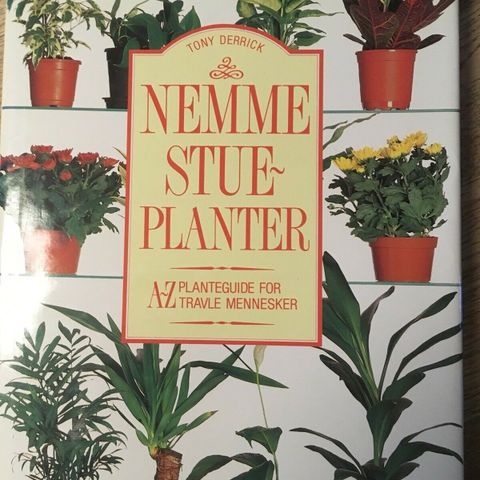 TONY DERRICK
NEMME
STUE~
PLANTER
A-Z PLANTEGUIDE FOR
TRAVLE MENNESKER